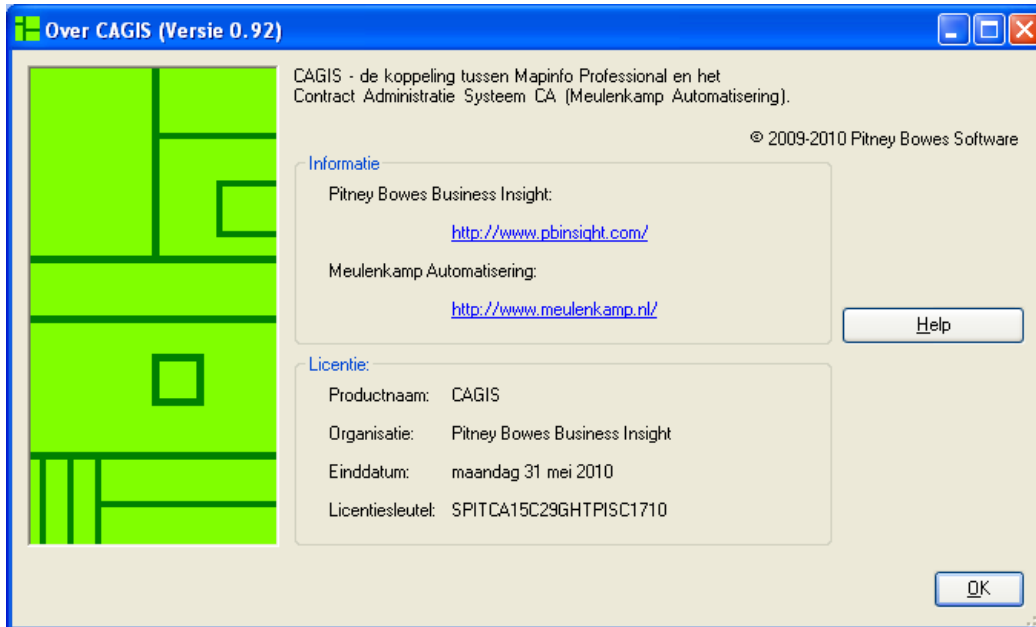 Over CAGIS (Versie 0.92)
CAGIS - de koppeling tussen Mapinfo Professional en het
Contract Administratie Systeem CA (Meulenkamp Automatisering).
© 2009-2010 Pitney Bowes Software
Informatie
Pitney Bowes Business Insight:
http://www.pbinsight.com/
Meulenkamp Automatisering:
http://www.meulenkamp.nl/
Help
Licentie:
Productnaam: CAGIS
Organisatie: Pitney Bowes Business Insight
Einddatum: maandag 31 mei 2010
Licentiesleutel: SPITCA15C29GHTPISC1710
OK